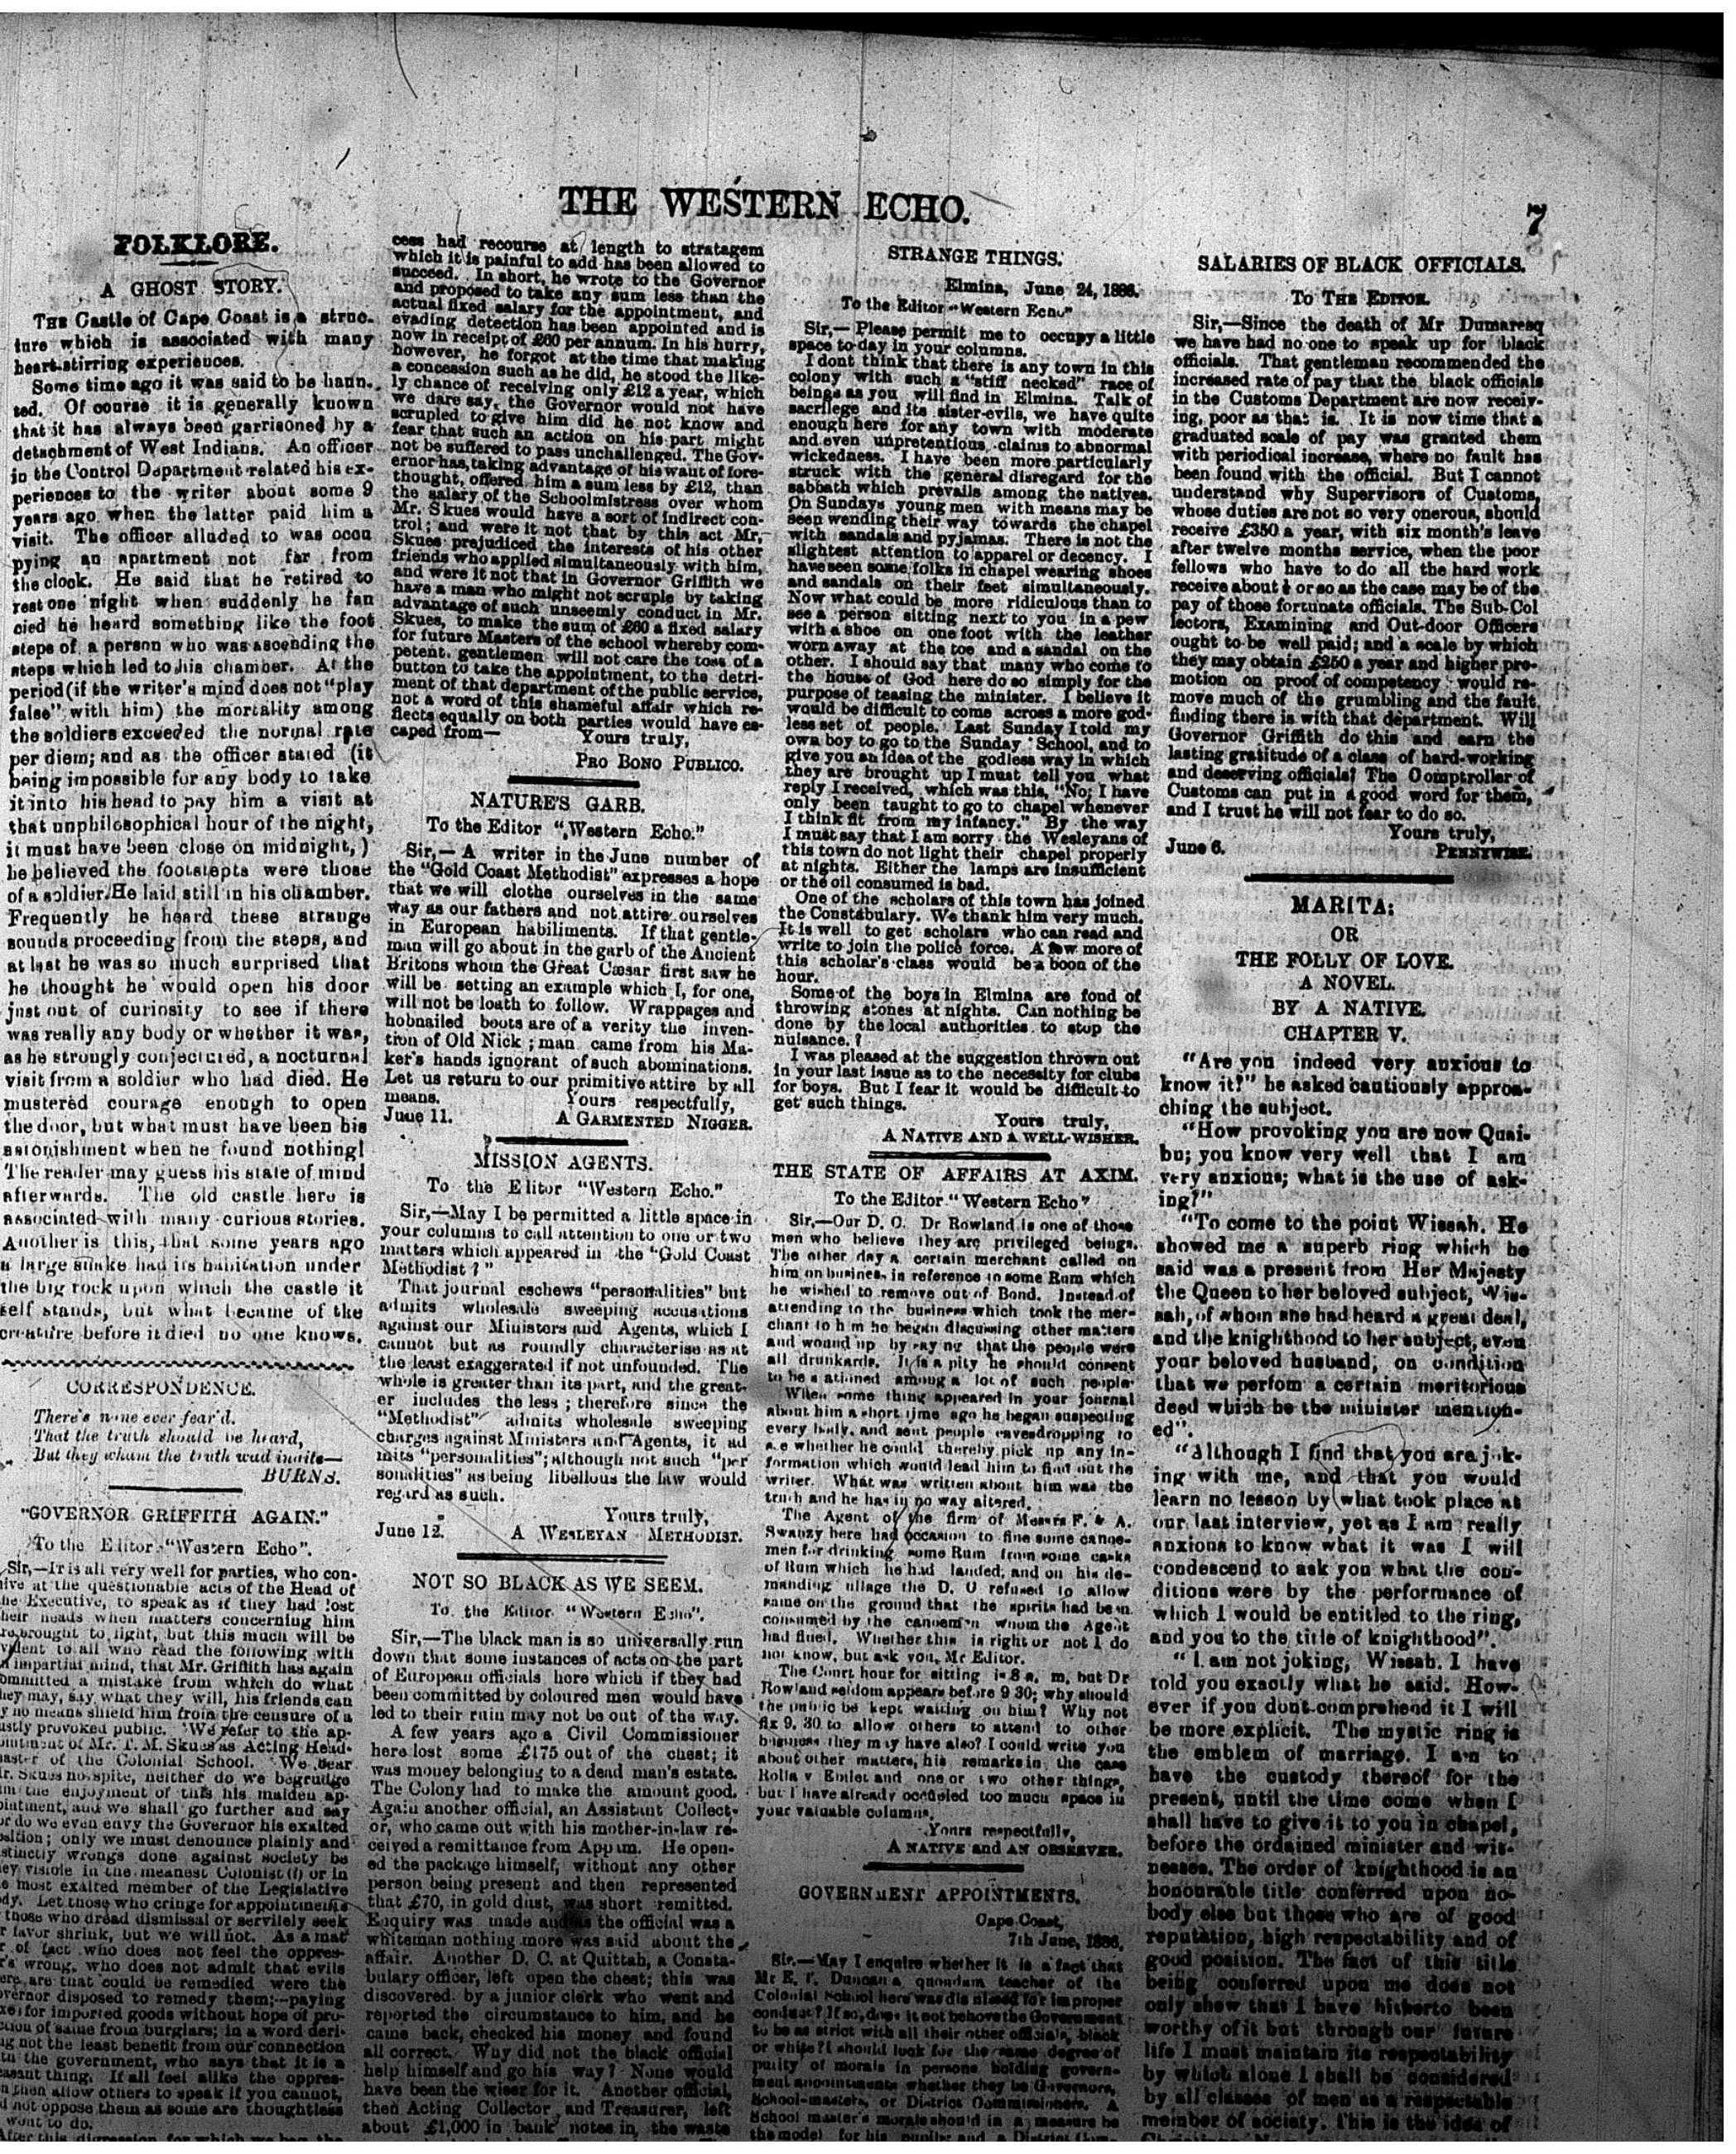 THE WESTERN ECHO.
7
FOLKLORE.
A GHOST STORY.
THE Castle of Cape Coast is a struc-
ture which is associated with many
heart-stirring experiences.
Some time ago it was said to be haun-
ted. Of course it is generally known
that it has always been garrisoned by a
detachment of West Indians. An officer
in the Control Department related his ex-
periences to the writer about some 9
years ago when the latter paid him a
visit. The officer alluded to was occu
pying an apartment not far from
the clock. He said that he retired to
rest one night when suddenly he fan
cied he heard something like the foot
steps of a person who was ascending the
steps which led to his chamber. At the
period (if the writer's mind does not "play
false" with him) the mortality among
the soldiers exceeded the normal rate
per diem; and as the officer stated (it
being impossible for any body to take
it into his head to pay him a visit at
that unphilosophical hour of the night,
it must have been close on midnight,)
he believed the footstepts were those
of a soldier. He laid still in his chamber.
Frequently he heard these strange
sounds proceeding from the steps, and
at last he was so much surprised that
he thought he would open his door
just out of curiosity to see if there
was really any body or whether it was,
as he strongly conjectured, a nocturnal
visit from a soldier who had died. He
mustered courage enough to open
the door, but what must have been his
astonishment when he found nothing!
The reader may guess his state of mind
afterwards. The old castle here is
associated with many curious stories.
Another is this, that some years ago
a large snake had its habitation under
the big rock upon which the castle it
self stands, but what became of the
creature before it died no one knows.
CORRESPONDENCE.
There's none ever fear'd.
That the truth should be heard,
But they wham the truth wad indite—
BURNS.
"GOVERNOR GRIFFITH AGAIN."
To the Editor "Western Echo".
Sir,—It is all very well for parties, who con-
nive at the questionable acts of the Head of
he Executive, to speak as if they had lost
heir heads when matters concerning him
re brought to light, but this much will be
vident to all who read the following with
n impartial mind, that Mr. Griffith has again
ommitted a mistake from which do what
hey may, say what they will, his friends can
y no means shield him from the censure of a
ustly provoked public. We refer to the ap-
ointment of Mr. T. M. Skues as Acting Head-
master of the Colonial School. We bear
Mr. Skues no spite, neither do we begrudge
im the enjoyment of this his maiden ap-
ointment, and we shall go further and say
or do we even envy the Governor his exalted
osition; only we must denounce plainly and
istinctly wrongs done against society be
hey visible in the meanest Colonist (!) or in
e most exalted member of the Legislative
ody. Let those who cringe for appointments
those who dread dismissal or servilely seek
r favor shrink, but we will not. As a mat
r of fact who does not feel the oppres-
r's wrong, who does not admit that evils
ere are that could be remedied were the
overnor disposed to remedy them;—paying
xes for imported goods without hope of pro-
ction of same from burglars; in a word deri-
ng not the least benefit from our connection
ith the government, who says that it is a
easant thing. If all feel alike the oppres-
n then allow others to speak if you cannot,
d not oppose them as some are thoughtless
wont to do.
After this digression for which we beg the
cess had recourse at length to stratagem
which it is painful to add has been allowed to
succeed. In short, he wrote to the Governor
and proposed to take any sum less than the
actual fixed salary for the appointment, and
evading detection has been appointed and is
now in receipt of £60 per annum. In his hurry,
however, he forgot at the time that making
a concession such as he did, he stood the like-
ly chance of receiving only £12 a year, which
we dare say, the Governor would not have
scrupled to give him did he not know and
fear that such an action on his part might
not be suffered to pass unchallenged. The Gov-
ernor has, taking advantage of his want of fore-
thought, offered him a sum less by £12, than
the salary of the Schoolmistress over whom
Mr. Skues would have a sort of indirect con-
trol; and were it not that by this act Mr.
Skues prejudiced the interests of his other
friends who applied simultaneously with him,
and were it not that in Governor Griffith we
have a man who might not scruple by taking
advantage of such unseemly conduct in Mr.
Skues, to make the sum of £60 a fixed salary
for future Masters of the school whereby com-
petent gentlemen will not care the toss of a
button to take the appointment, to the detri-
ment of that department of the public service,
not a word of this shameful affair which re-
flects equally on both parties would have es-
caped from— Yours truly,
PRO BONO PUBLICO.
NATURE'S GARB.
To the Editor "Western Echo."
Sir,—A writer in the June number of
the "Gold Coast Methodist" expresses a hope
that we will clothe ourselves in the same
way as our fathers and not attire ourselves
in European habiliments. If that gentle-
man will go about in the garb of the Ancient
Britons whom the Great Cæsar first saw he
will be setting an example which I, for one,
will not be loath to follow. Wrappages and
hobnailed boots are of a verity the inven-
tion of Old Nick; man came from his Ma-
ker's hands ignorant of such abominations.
Let us return to our primitive attire by all
means. Yours respectfully,
June 11. A GARMENTED NIGGER.
MISSION AGENTS.
To the Elitor "Western Echo."
Sir,—May I be permitted a little space in
your columns to call attention to one or two
matters which appeared in the "Gold Coast
Methodist?"
That journal eschews "personalities" but
admits wholesale sweeping accusations
against our Ministers and Agents, which I
cannot but as roundly characterise as at
the least exaggerated if not unfounded. The
whole is greater than its part, and the great-
er includes the less; therefore since the
"Methodist" admits wholesale sweeping
charges against Ministers and Agents, it ad
mits "personalities"; although not such "per
sonalities" as being libellous the law would
regard as such.
Yours truly,
June 12. A WESLEYAN METHODIST.
NOT SO BLACK AS WE SEEM.
To the Editor "Western Echo".
Sir,—The black man is so universally run
down that some instances of acts on the part
of European officials here which if they had
been committed by coloured men would have
led to their ruin may not be out of the way.
A few years ago a Civil Commissioner
here lost some £175 out of the chest; it
was money belonging to a dead man's estate.
The Colony had to make the amount good.
Again another official, an Assistant Collect-
or, who came out with his mother-in-law re-
ceived a remittance from Appam. He open-
ed the package himself, without any other
person being present and then represented
that £70, in gold dust, was short remitted.
Enquiry was made and as the official was a
whiteman nothing more was said about the
affair. Another D. C. at Quittah, a Consta-
bulary officer, left open the chest; this was
discovered by a junior clerk who went and
reported the circumstance to him, and he
came back, checked his money and found
all correct. Why did not the black official
help himself and go his way? None would
have been the wiser for it. Another official,
then Acting Collector and Treasurer, left
about £1,000 in bank notes in the waste
STRANGE THINGS.
Elmina, June 24, 1886.
To the Editor "Western Echo"
Sir,—Please permit me to occupy a little
space to-day in your columns.
I dont think that there is any town in this
colony with such a "stiff necked" race of
beings as you will find in Elmina. Talk of
sacrilege and its sister-evils, we have quite
enough here for any town with moderate
and even unpretentious claims to abnormal
wickedness. I have been more particularly
struck with the general disregard for the
sabbath which prevails among the natives.
On Sundays young men with means may be
seen wending their way towards the chapel
with sandals and pyjamas. There is not the
slightest attention to apparel or decency. I
have seen some folks in chapel wearing shoes
and sandals on their feet simultaneously.
Now what could be more ridiculous than to
see a person sitting next to you in a pew
with a shoe on one foot with the leather
worn away at the toe and a sandal on the
other. I should say that many who come to
the house of God here do so simply for the
purpose of teasing the minister. I believe it
would be difficult to come across a more god-
less set of people. Last Sunday I told my
own boy to go to the Sunday School, and to
give you an idea of the godless way in which
they are brought up I must tell you what
reply I received, which was this, "No; I have
only been taught to go to chapel whenever
I think fit from my infancy." By the way
I must say that I am sorry the Wesleyans of
this town do not light their chapel properly
at nights. Either the lamps are insufficient
or the oil consumed is bad.
One of the scholars of this town has joined
the Constabulary. We thank him very much.
It is well to get scholars who can read and
write to join the police force. A few more of
this scholar's class would be a boon of the
hour.
Some of the boys in Elmina are fond of
throwing stones at nights. Can nothing be
done by the local authorities to stop the
nuisance.?
I was pleased at the suggestion thrown out
in your last issue as to the necessity for clubs
for boys. But I fear it would be difficult to
get such things.
Yours truly,
A NATIVE AND A WELL-WISHER.
THE STATE OF AFFAIRS AT AXIM.
To the Editor "Western Echo"
Sir,—Our D. C. Dr Rowland is one of those
men who believe they are privileged beings.
The other day a certain merchant called on
him on busines, in reference to some Rum which
he wished to remove out of Bond. Instead of
attending to the business which took the mer-
chant to h m he began discussing other matters
and wound up by say ng that the people were
all drunkards. It is a pity he should consent
to be s ationed among a lot of such people.
When some thing appeared in your journal
about him a short time ago he began suspecting
every body, and sent people eavesdropping to
s e whether he could thereby pick up any in-
formation which would lead him to find out the
writer. What was written about him was the
truth and he has in no way altered.
The Agent of the firm of Messrs F. & A.
Swanzy here had occasion to fine some canoe-
men for drinking some Rum from some casks
of Rum which he had landed, and on his de-
manding ullage the D. C refused to allow
same on the ground that the spirits had been
consumed by the canoemen whom the Agent
had fined. Whether this is right or not I do
not know, but ask you, Mr Editor.
The Court hour for sitting is 8 a. m, but Dr
Rowland seldom appears before 9 30; why should
the public be kept waiting on him? Why not
fix 9. 30 to allow others to attend to other
business they may have also? I could write you
about other matters, his remarks in the case
Rolla v Emlet and one or two other things,
but I have already occupied too much space in
your valuable columns.
Yours respectfully,
A NATIVE and AN OBSERVER.
GOVERNMENT APPOINTMENTS.
Cape Coast,
7th June, 1886.
Sir.—May I enquire whether it is a fact that
Mr E. T. Duncan a quondam teacher of the
Colonial School here was dis missed for improper
conduct? If so, does it not behove the Government
to be as strict with all their other officials, black
or white? I should look for the same degree of
purity of morals in persons holding govern-
ment appointments whether they be Governors,
School-masters, or District Commissioners. A
School master's morals should in a measure be
the model for his pupils; and a District
SALARIES OF BLACK OFFICIALS.
TO THE EDITOR.
Sir,—Since the death of Mr Dumaresq
we have had no one to speak up for black
officials. That gentleman recommended the
increased rate of pay that the black officials
in the Customs Department are now receiv-
ing, poor as that is. It is now time that a
graduated scale of pay was granted them
with periodical increase, where no fault has
been found with the official. But I cannot
understand why Supervisors of Customs,
whose duties are not so very onerous, should
receive £350 a year, with six month's leave
after twelve months service, when the poor
fellows who have to do all the hard work
receive about or so as the case may be of the
pay of those fortunate officials. The Sub-Col
lectors, Examining and Out-door Officers
ought to be well paid; and a scale by which
they may obtain £250 a year and higher pro-
motion on proof of competency would re-
move much of the grumbling and the fault
finding there is with that department. Will
Governor Griffith do this and earn the
lasting gratitude of a class of hard-working
and deserving officials? The Comptroller of
Customs can put in a good word for them,
and I trust he will not fear to do so.
Yours truly,
June 6. PENNYWISE.
MARITA:
OR
THE FOLLY OF LOVE.
A NOVEL.
BY A NATIVE.
CHAPTER V.
"Are you indeed very anxious to
know it?" he asked cautiously approa-
ching the subject.
"How provoking you are now Quai-
bu; you know very well that I am
very anxious; what is the use of ask-
ing?"
"To come to the point Wissah. He
showed me a superb ring which he
said was a present from Her Majesty
the Queen to her beloved subject, Wis-
sah, of whom she had heard a great deal,
and the knighthood to her subject, even
your beloved husband, on condition
that we perfom a certain meritorious
deed which he the minister mention-
ed".
"Although I find that you are jok-
ing with me, and that you would
learn no lesson by what took place at
our last interview, yet as I am really
anxious to know what it was I will
condescend to ask you what the con-
ditions were by the performance of
which I would be entitled to the ring,
and you to the title of knighthood".
"I am not joking, Wissah. I have
told you exactly what he said. How-
ever if you dont comprehend it I will
be more explicit. The mystic ring is
the emblem of marriage. I am to
have the custody thereof for the
present, until the time come when I
shall have to give it to you in chapel,
before the ordained minister and wit-
nesses. The order of knighthood is an
honourable title conferred upon no-
body else but those who are of good
reputation, high respectability and of
good position. The fact of this title
being conferred upon me does not
only show that I have hitherto been
worthy of it but through our future
life I must maintain its respectability
by which alone I shall be considered
by all classes of men as a respectable
member of society. This is the idea of